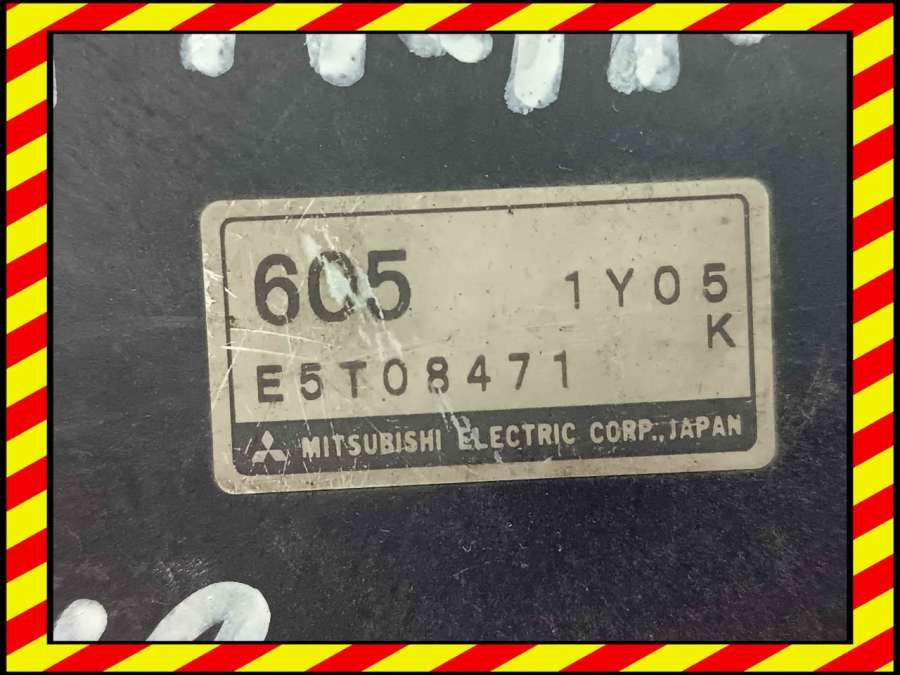 605 1Y05
K
E5T08471
MITSUBISHI ELECTRIC CORP., JAPAN